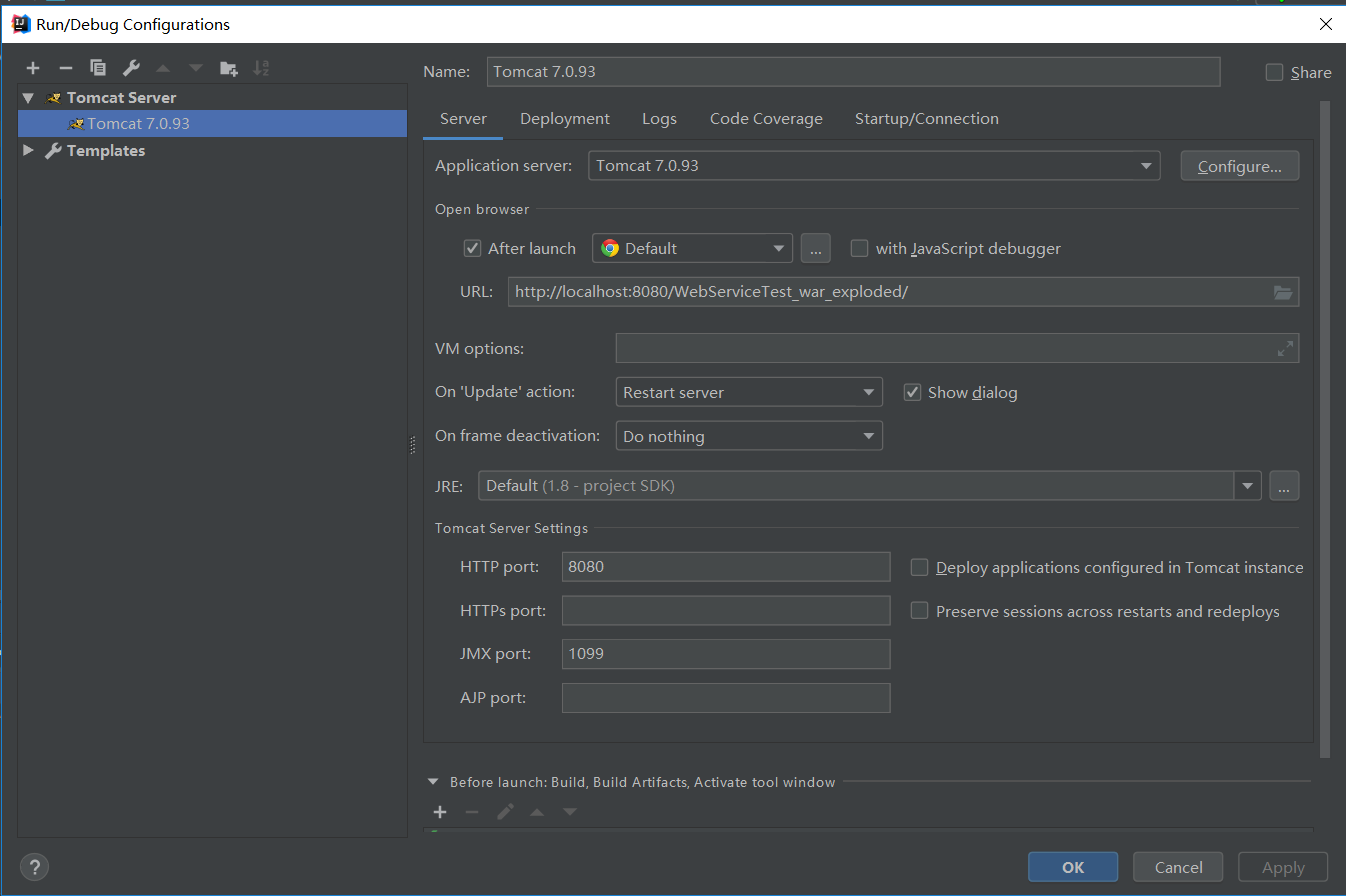 Run/Debug Configurations
Tomcat Server
Tomcat 7.0.93
Templates
Name: Tomcat 7.0.93 Share
Server Deployment Logs Code Coverage Startup/Connection
Application server: Tomcat 7.0.93 Configure...
Open browser
After launch Default ... with JavaScript debugger
URL: http://localhost:8080/WebServiceTest_war_exploded/
VM options:
On 'Update' action: Restart server Show dialog
On frame deactivation: Do nothing
JRE: Default (1.8 - project SDK) ...
Tomcat Server Settings
HTTP port: 8080 Deploy applications configured in Tomcat instance
HTTPs port: Preserve sessions across restarts and redeploys
JMX port: 1099
AJP port:
Before launch: Build, Build Artifacts, Activate tool window
? OK Cancel Apply